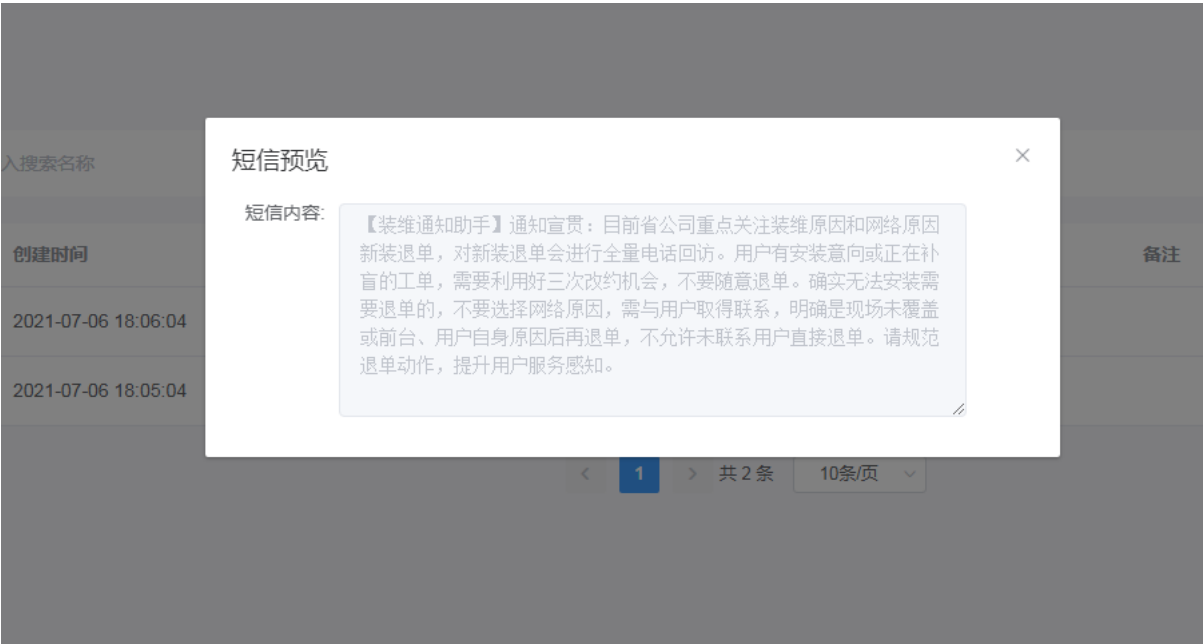 短信预览
入搜索名称
短信内容:
【装维通知助手】通知宣贯：目前省公司重点关注装维原因和网络原因
新装退单，对新装退单会进行全量电话回访。用户有安装意向或正在补
盲的工单，需要利用好三次改约机会，不要随意退单。确实无法安装需
要退单的，不要选择网络原因，需与用户取得联系，明确是现场未覆盖
或前台、用户自身原因后再退单，不允许未联系用户直接退单。请规范
退单动作，提升用户服务感知。
创建时间
备注
2021-07-06 18:06:04
2021-07-06 18:05:04
1
共 2 条
10条/页